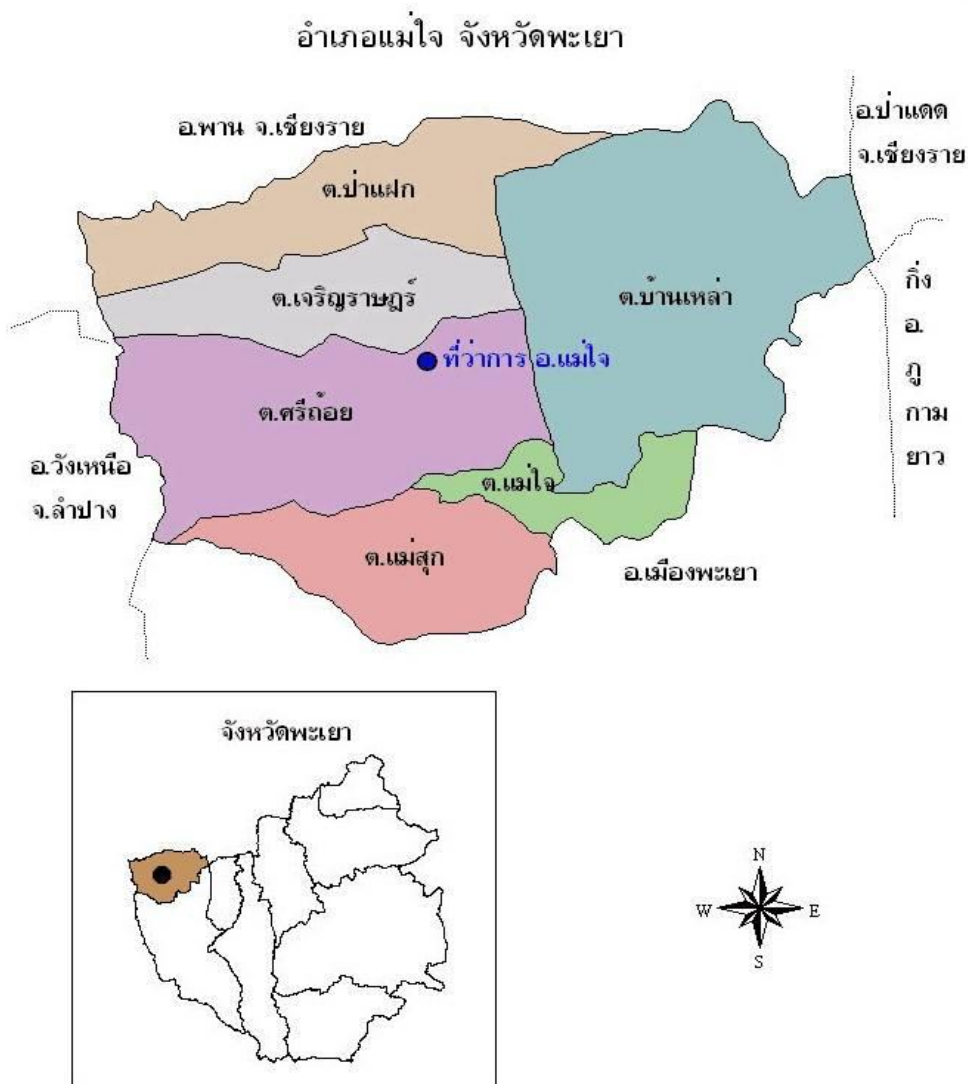 อำเภอแม่ใจ จังหวัดพะเยา
อ.พาน จ.เชียงราย
อ.ป่าแดด
จ.เชียงราย
ต.ป่าแฝก
ต.เจริญราษฎร์
ต.บ้านเหล่า
กิ่ง
อ.
ภู
กาม
ยาว
ที่ว่าการ อ.แม่ใจ
ต.ศรีถ้อย
อ.วังเหนือ
จ.ลำปาง
ต.แม่ใจ
ต.แม่สุก
อ.เมืองพะเยา
จังหวัดพะเยา
N
W
E
S